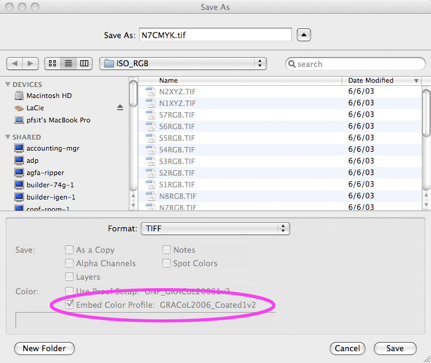 Save As
Save As: N7CMYK.tif
ISO_RGB
search
DEVICES
Macintosh HD
LaCie
pfsit's MacBook Pro
SHARED
accounting-mgr
adp
agfa-ripper
builder-74g-1
builder-igen-1
conf-room-1
Name Date Modified
N2XYZ.TIF 6/6/03
N1XYZ.TIF 6/6/03
S7RGB.TIF 6/6/03
S6RGB.TIF 6/6/03
S5RGB.TIF 6/6/03
S4RGB.TIF 6/6/03
S3RGB.TIF 6/6/03
S2RGB.TIF 6/6/03
S1RGB.TIF 6/6/03
N8RGB.TIF 6/6/03
N7RGB.TIF 6/6/03
Format: TIFF
Save: As a Copy Notes
Alpha Channels Spot Colors
Layers
Color: Use Proof Setup:
Embed Color Profile: GRACoL2006_Coated1v2
New Folder Cancel Save